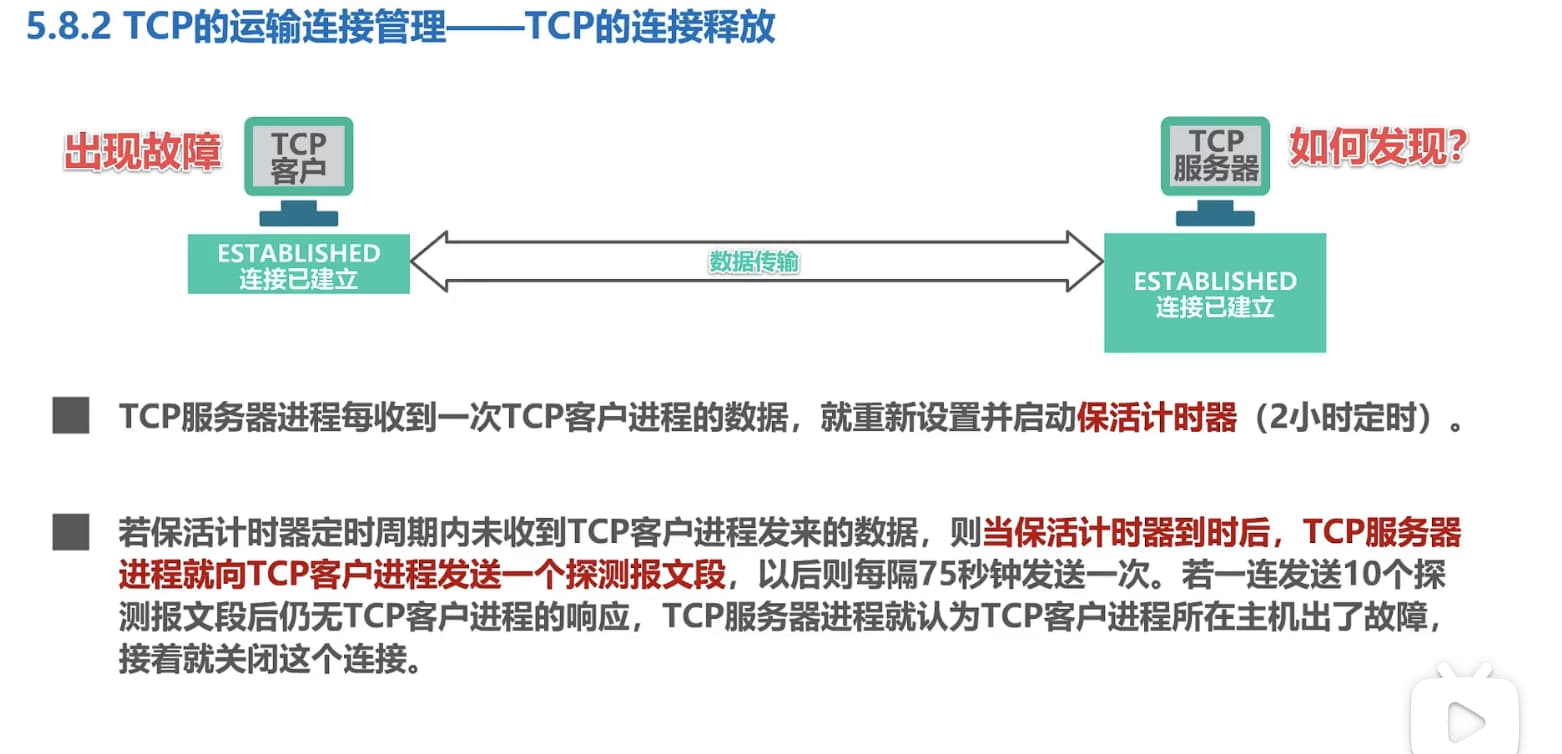 5.8.2 TCP的运输连接管理——TCP的连接释放
出现故障
TCP
客户
TCP
服务器
如何发现?
ESTABLISHED
连接已建立
数据传输
ESTABLISHED
连接已建立
TCP服务器进程每收到一次TCP客户进程的数据，就重新设置并启动保活计时器（2小时定时）。
若保活计时器定时周期内未收到TCP客户进程发来的数据，则当保活计时器到时后，TCP服务器
进程就向TCP客户进程发送一个探测报文段，以后则每隔75秒钟发送一次。若一连发送10个探
测报文段后仍无TCP客户进程的响应，TCP服务器进程就认为TCP客户进程所在主机出了故障，
接着就关闭这个连接。